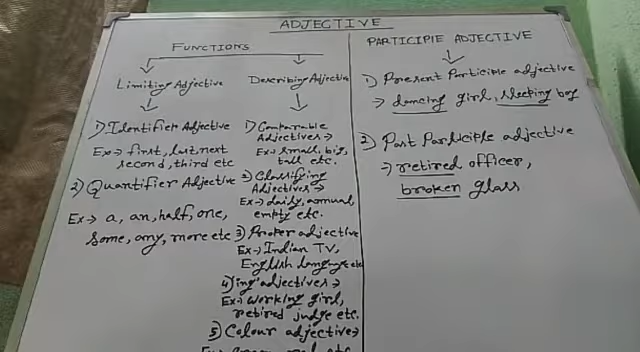 ADJECTIVE
FUNCTIONS
Limiting Adjective
1) Identifier Adjective
Ex → first, last, next
second, third etc
2) Quantifier Adjective
Ex → a, an, half, one,
some, any, more etc
Describing Adjective
1) Comparable
Adjectives →
Ex → small, big,
tall etc.
2) Classifying
Adjectives →
Ex → daily, annual,
empty etc.
3) Proper adjective
Ex → Indian TV,
English language etc
4) 'ing' adjectives →
Ex → working girl,
retired judge etc.
5) Colour adjective →
PARTICIPLE ADJECTIVE
1) Present Participle adjective
→ dancing girl, sleeping boy
2) Past Participle adjective
→ retired officer,
broken glass